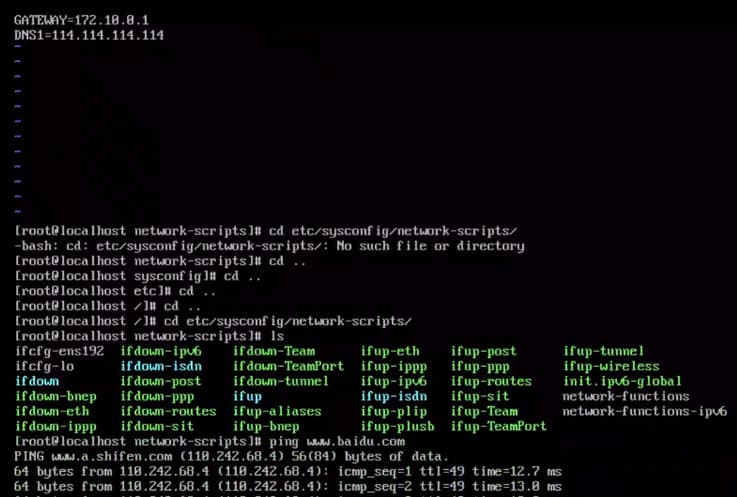 GATEWAY=172.10.0.1
DNS1=114.114.114.114
~
~
~
~
~
~
~
~
~
~
~
~
[root@localhost network-scripts]# cd etc/sysconfig/network-scripts/
-bash: cd: etc/sysconfig/network-scripts/: No such file or directory
[root@localhost network-scripts]# cd ..
[root@localhost sysconfig]# cd ..
[root@localhost etc]# cd ..
[root@localhost /]# cd ..
[root@localhost /]# cd etc/sysconfig/network-scripts/
[root@localhost network-scripts]# ls
ifcfg-ens192 ifdown-ipv6 ifdown-Team ifup-eth ifup-post ifup-tunnel
ifcfg-lo ifdown-isdn ifdown-TeamPort ifup-ippp ifup-ppp ifup-wireless
ifdown ifdown-post ifdown-tunnel ifup-ipv6 ifup-routes init.ipv6-global
ifdown-bnep ifdown-ppp ifup ifup-isdn ifup-sit network-functions
ifdown-eth ifdown-routes ifup-aliases ifup-plip ifup-Team network-functions-ipv6
ifdown-ippp ifdown-sit ifup-bnep ifup-plusb ifup-TeamPort
[root@localhost network-scripts]# ping www.baidu.com
PING www.a.shifen.com (110.242.68.4) 56(84) bytes of data.
64 bytes from 110.242.68.4 (110.242.68.4): icmp_seq=1 ttl=49 time=12.7 ms
64 bytes from 110.242.68.4 (110.242.68.4): icmp_seq=2 ttl=49 time=13.0 ms